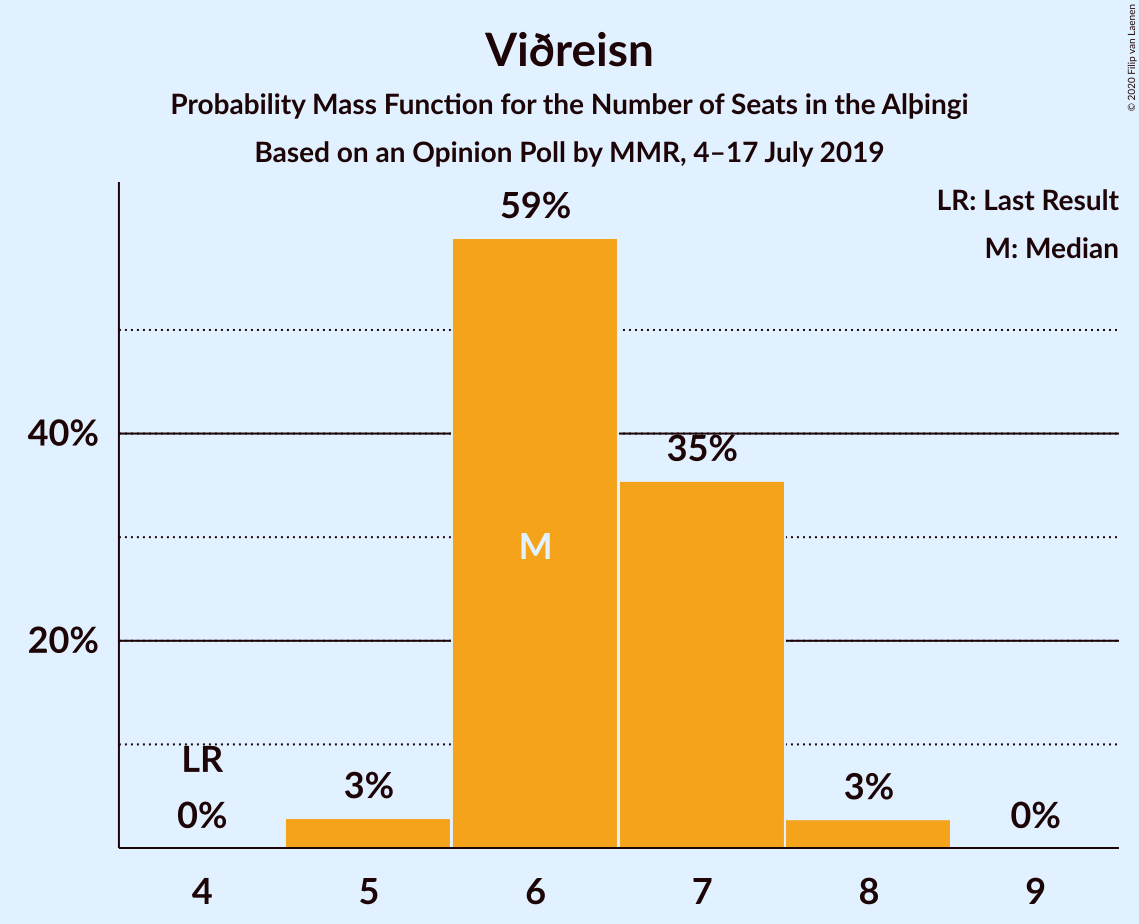 Viðreisn
Probability Mass Function for the Number of Seats in the Alþingi
Based on an Opinion Poll by MMR, 4–17 July 2019
© 2020 Filip van Laenen
LR: Last Result
M: Median
59%
40%
35%
M
20%
LR
0%
3%
3%
0%
4 5 6 7 8 9